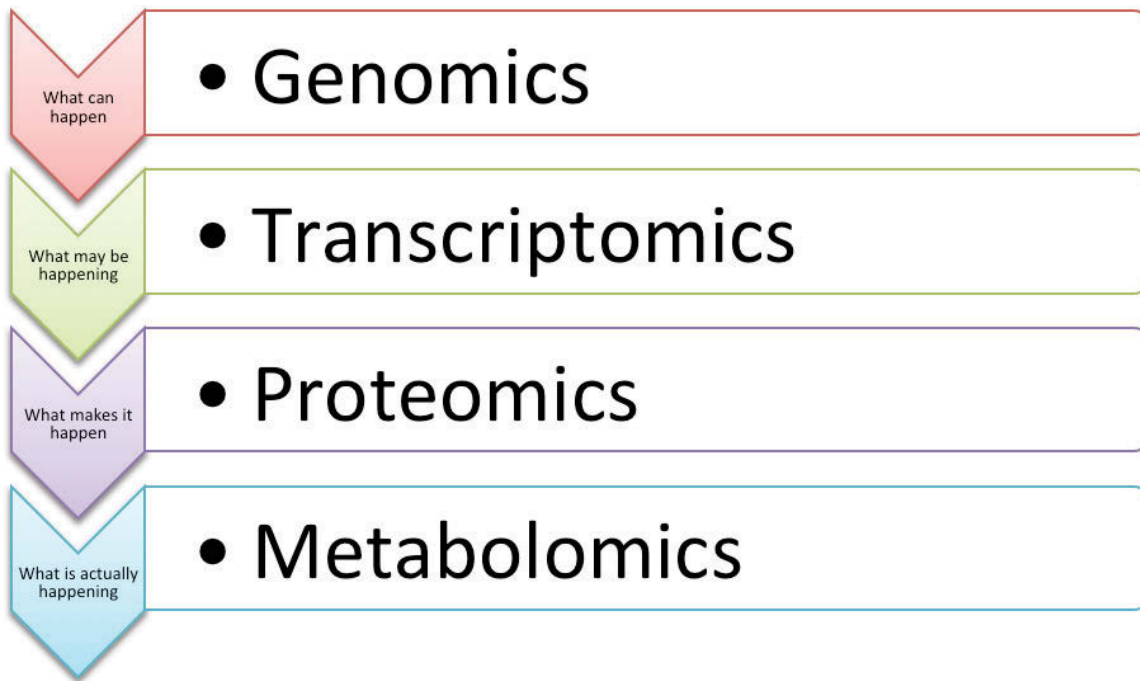 What can
happen
• Genomics
What may be
happening
• Transcriptomics
What makes it
happen
• Proteomics
What is actually
happening
• Metabolomics